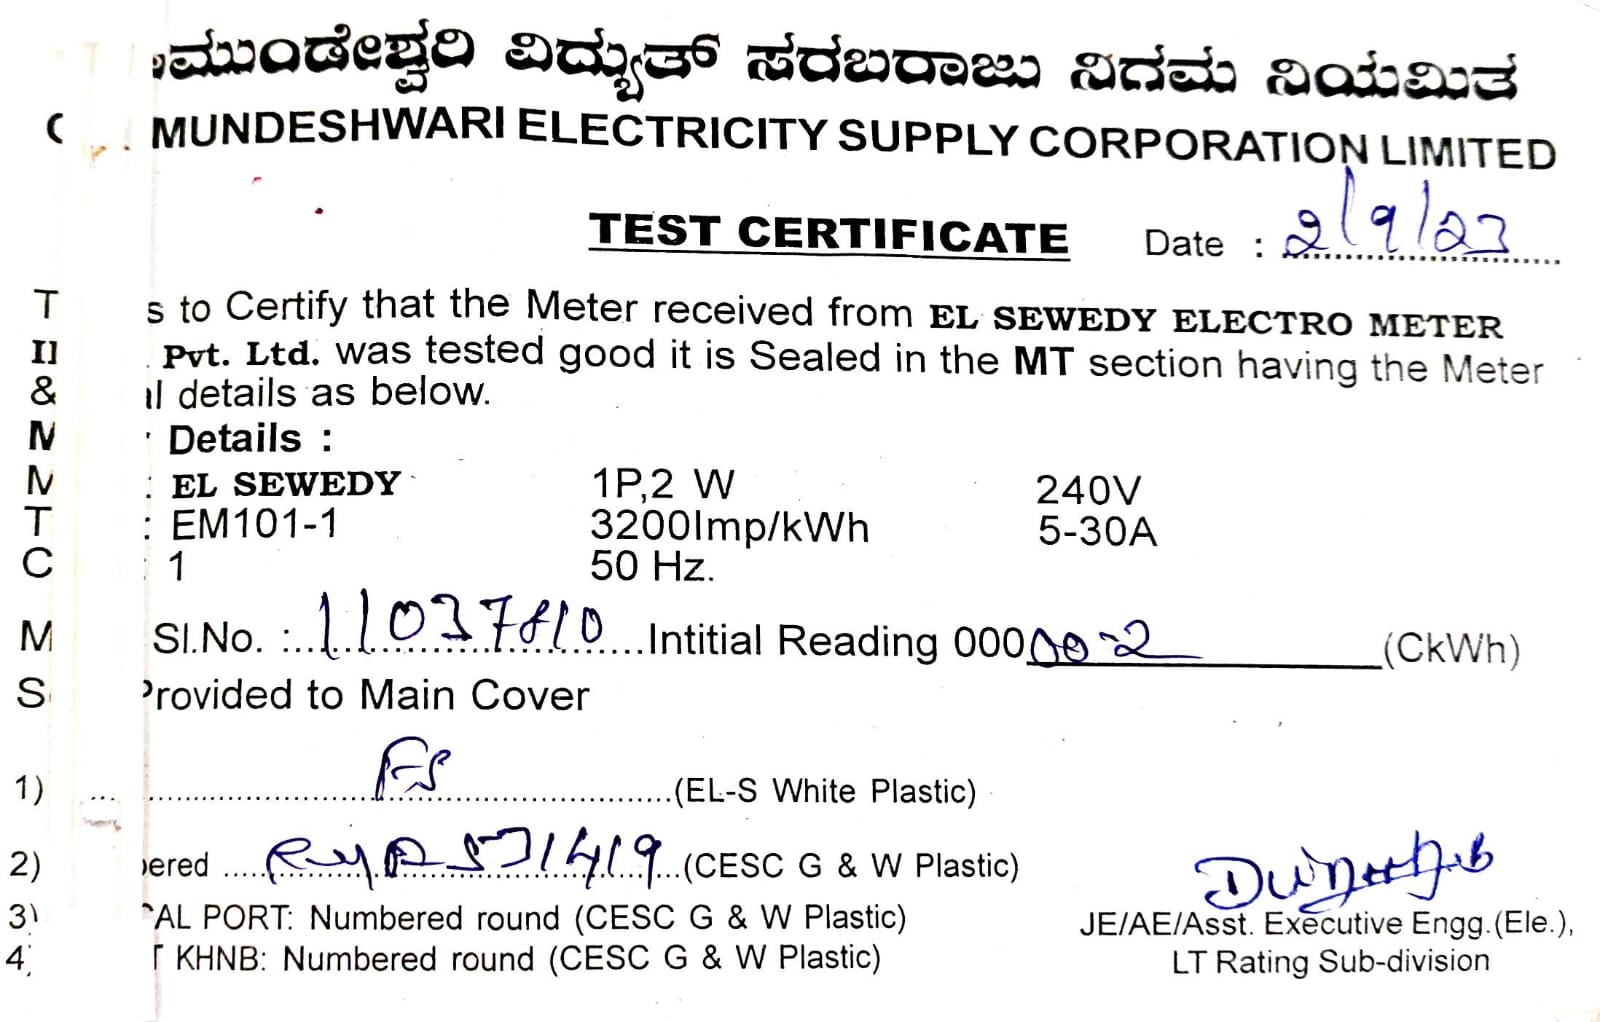 ಮುಂಡೇಶ್ವರಿ ವಿದ್ಯುತ್ ಸರಬರಾಜು ನಿಗಮ ನಿಯಮಿತ
C MUNDESHWARI ELECTRICITY SUPPLY CORPORATION LIMITED
TEST CERTIFICATE Date : 2/9/23
T s to Certify that the Meter received from EL SEWEDY ELECTRO METER
Pvt. Ltd. was tested good it is Sealed in the MT section having the Meter
& l details as below.
M Details :
M : EL SEWEDY 1P,2 W 240V
T : EM101-1 3200Imp/kWh 5-30A
C : 1 50 Hz.
M Sl.No. : 11037810 Intitial Reading 00000-2 (CkWh)
S Provided to Main Cover
1) (EL-S White Plastic)
2) bered 571419 (CESC G & W Plastic)
3) CAL PORT: Numbered round (CESC G & W Plastic)
4 T KHNB: Numbered round (CESC G & W Plastic)
JE/AE/Asst. Executive Engg.(Ele.),
LT Rating Sub-division